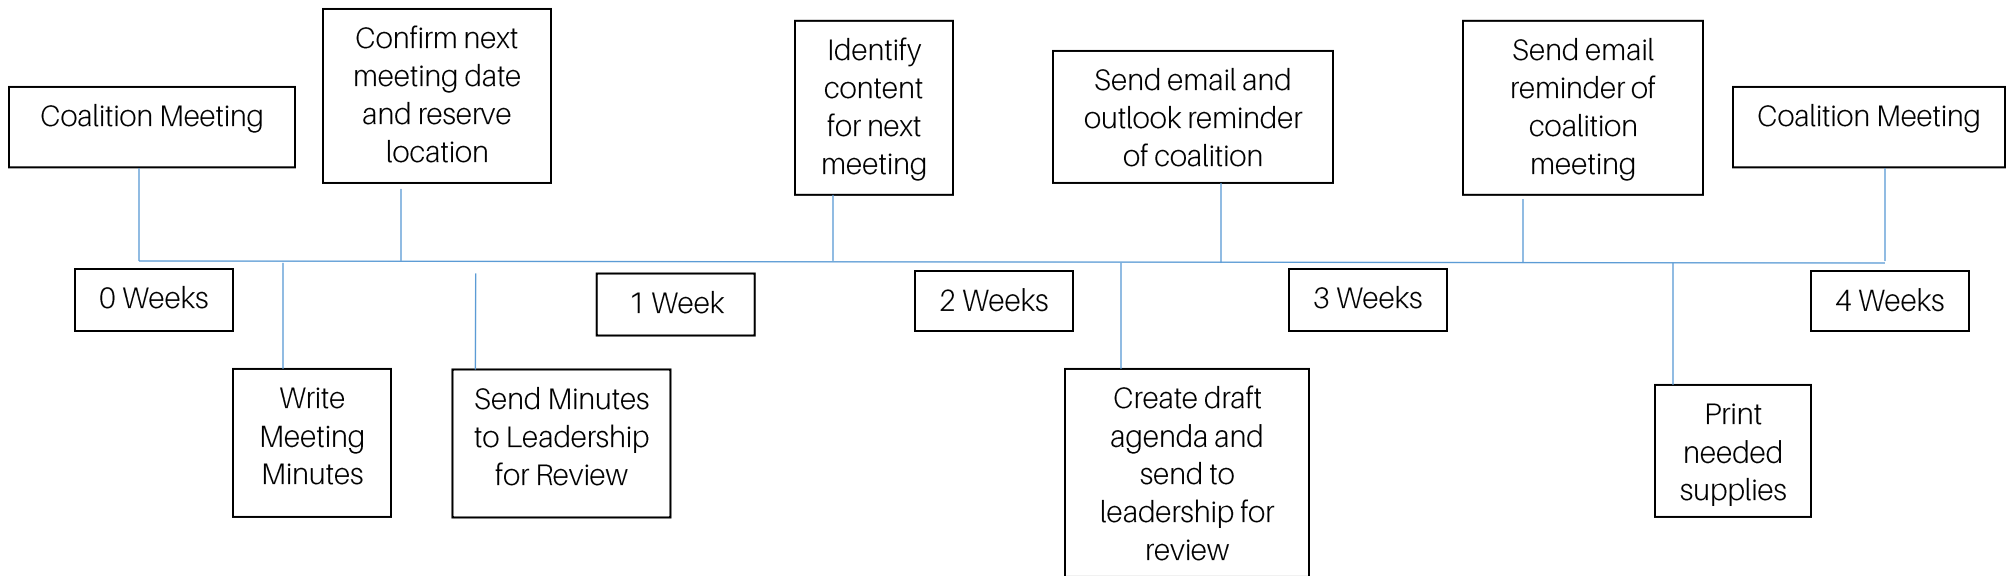 Coalition Meeting
Confirm next
meeting date
and reserve
location
Identify
content
for next
meeting
Send email and
outlook reminder
of coalition
Send email
reminder of
coalition
meeting
Coalition Meeting
0 Weeks
1 Week
2 Weeks
3 Weeks
4 Weeks
Write
Meeting
Minutes
Send Minutes
to Leadership
for Review
Create draft
agenda and
send to
leadership for
review
Print
needed
supplies